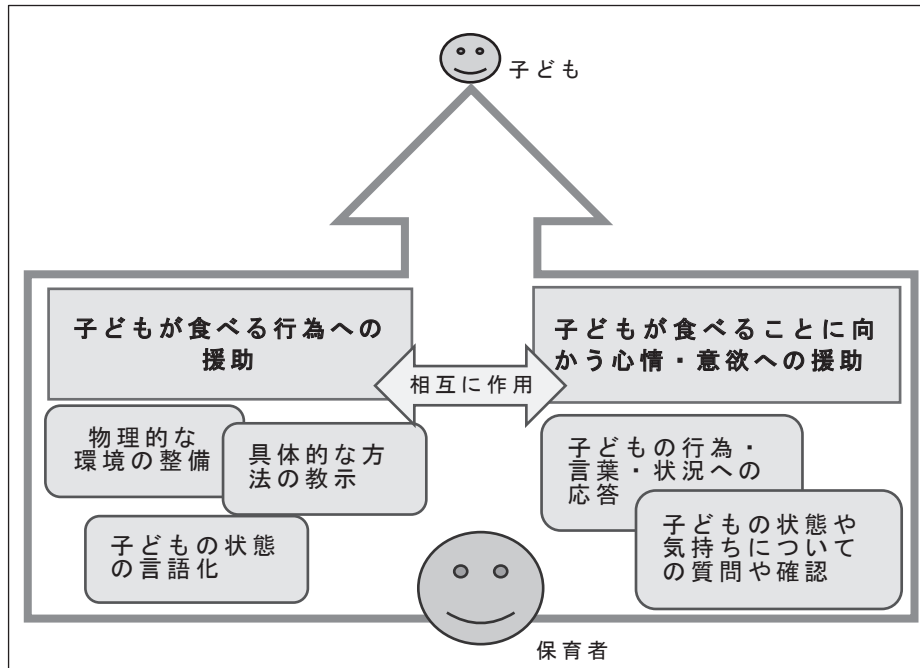 子ども
子どもが食べる行為への
援助
子どもが食べることに向
かう心情・意欲への援助
相互に作用
物理的な
環境の整備
具体的な方
法の教示
子どもの状態
の言語化
子どもの行為・
言葉・状況への
応答
子どもの状態や
気持ちについて
の質問や確認
保育者